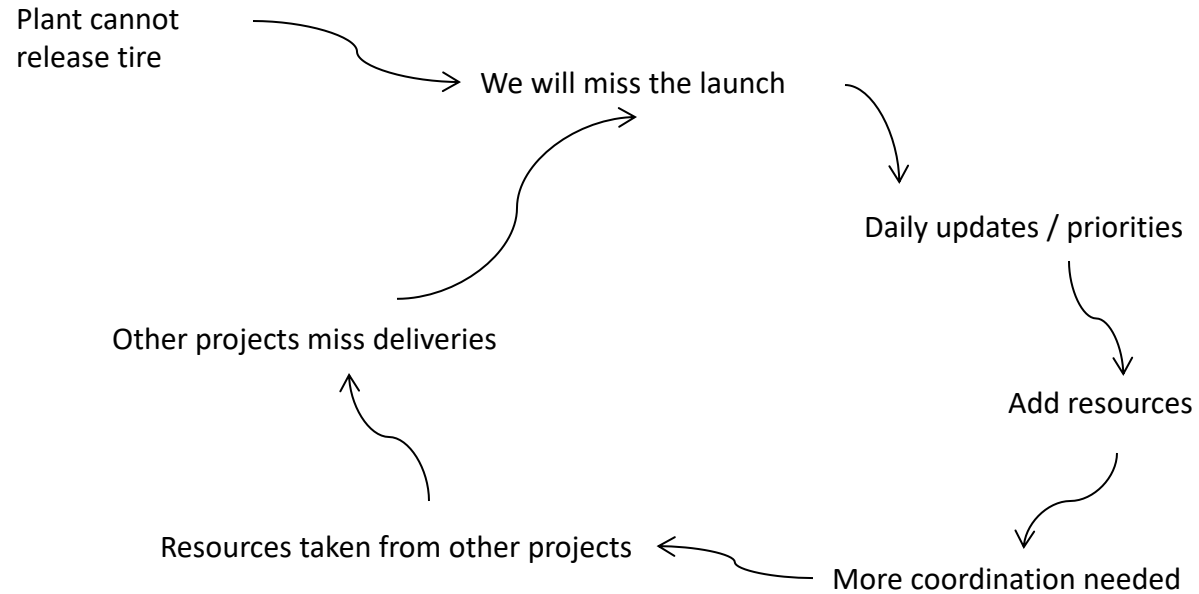 Plant cannot
release tire
We will miss the launch
Daily updates / priorities
Other projects miss deliveries
Add resources
Resources taken from other projects
More coordination needed